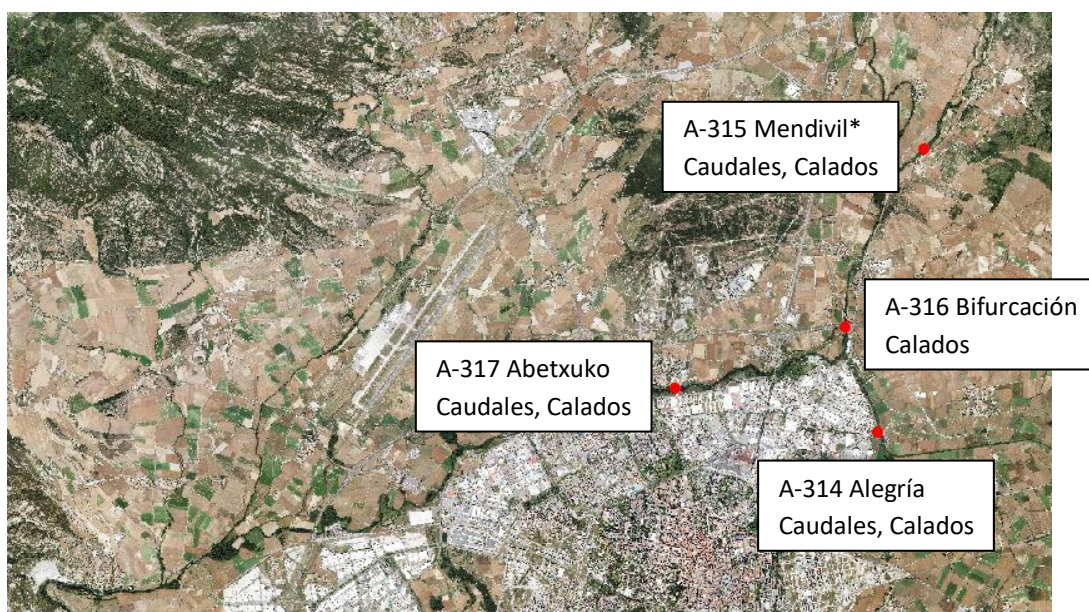 A-315 Mendivil*
Caudales, Calados
A-316 Bifurcación
Calados
A-317 Abetxuko
Caudales, Calados
A-314 Alegría
Caudales, Calados